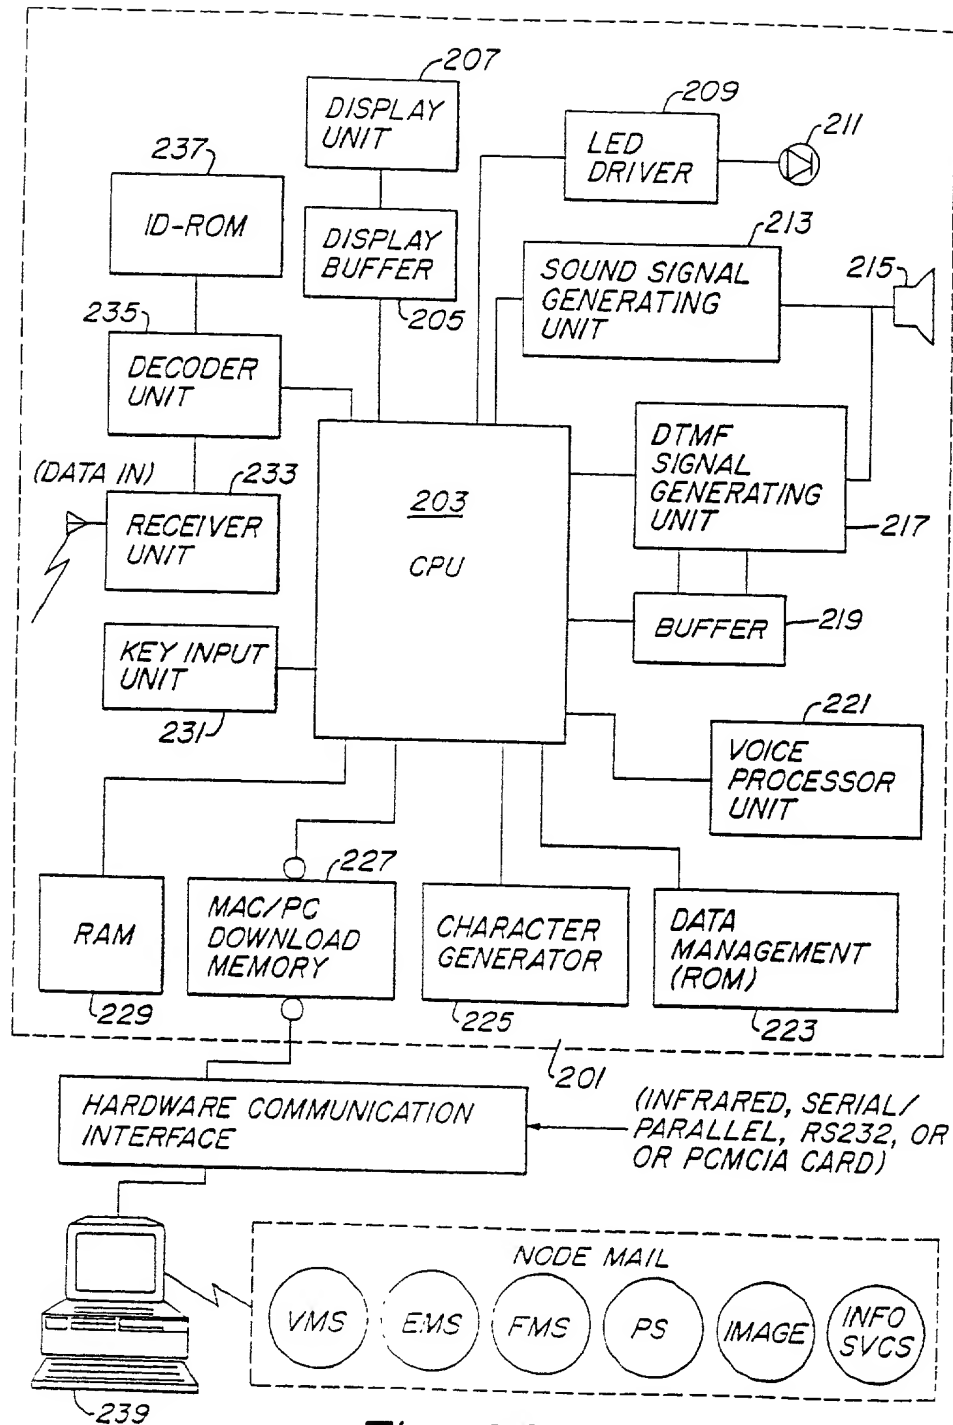 207
DISPLAY
UNIT
209
LED
DRIVER
211
237
ID-ROM
DISPLAY
BUFFER
205
213
SOUND SIGNAL
GENERATING
UNIT
215
235
DECODER
UNIT
(DATA IN)
233
RECEIVER
UNIT
203
CPU
DTMF
SIGNAL
GENERATING
UNIT
217
BUFFER
219
KEY INPUT
UNIT
231
221
VOICE
PROCESSOR
UNIT
RAM
229
227
MAC/PC
DOWNLOAD
MEMORY
CHARACTER
GENERATOR
225
DATA
MANAGEMENT
(ROM)
223
201
HARDWARE COMMUNICATION
INTERFACE
(INFRARED, SERIAL/
PARALLEL, RS232, OR
OR PCMCIA CARD)
NODE MAIL
VMS
EMS
FMS
PS
IMAGE
INFO
SVCS
239